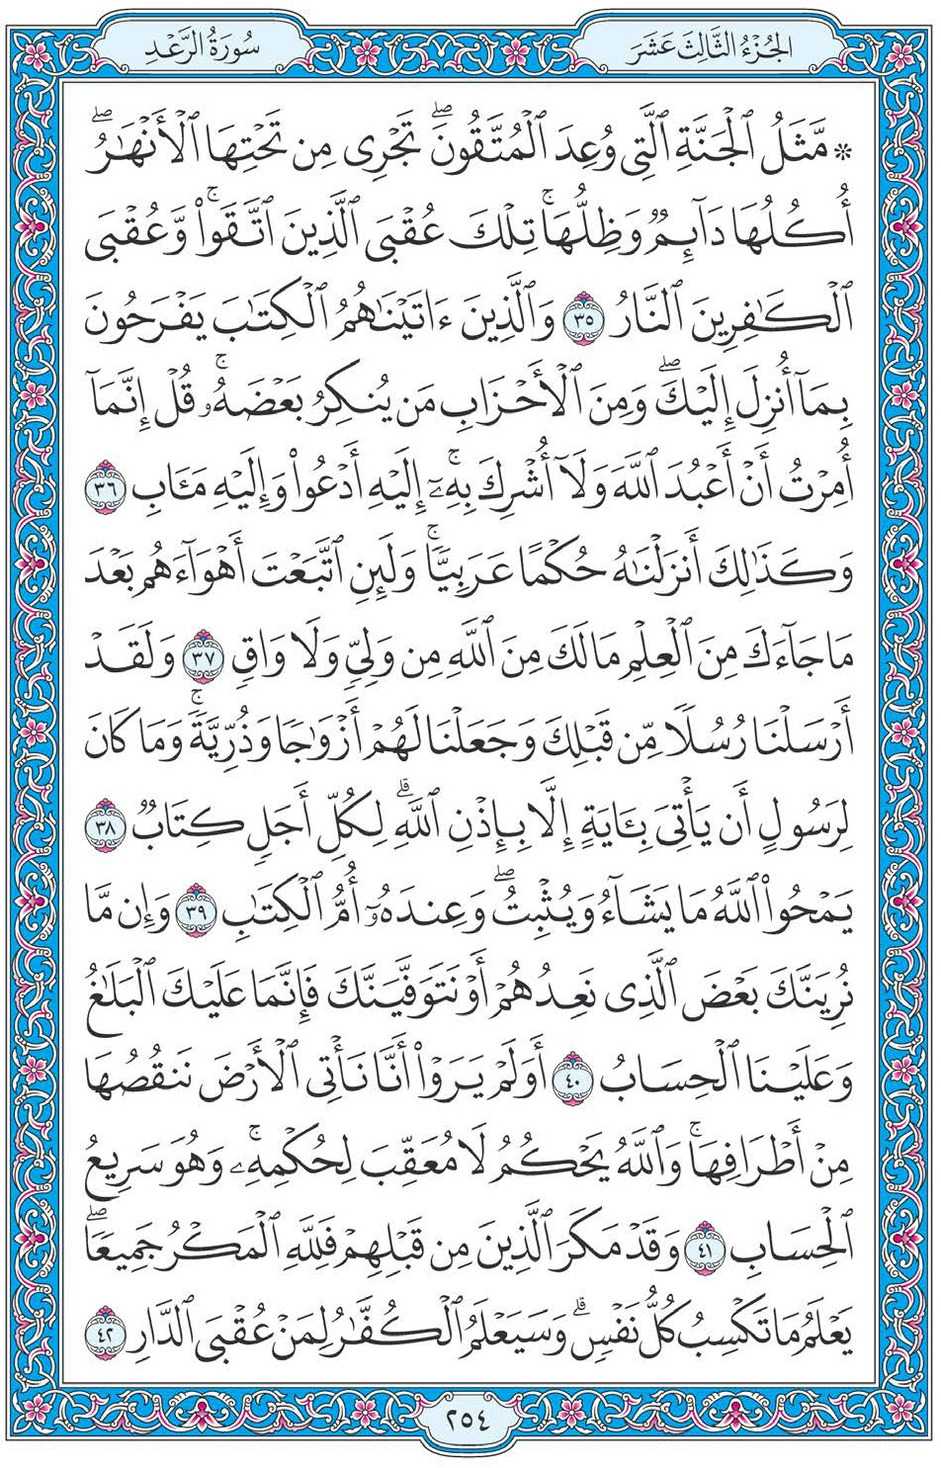 الجُزْءُ الثَّالِثَ عَشَرَ
سُورَةُ الرَّعْدِ
۞ مَّثَلُ ٱلْجَنَّةِ ٱلَّتِي وُعِدَ ٱلْمُتَّقُونَۖ تَجْرِي مِن تَحْتِهَا ٱلْأَنْهَٰرُۖ
أُكُلُهَا دَآئِمٞ وَظِلُّهَاۚ تِلْكَ عُقْبَى ٱلَّذِينَ ٱتَّقَواْۚ وَّعُقْبَى
ٱلْكَٰفِرِينَ ٱلنَّارُ ٣٥ وَٱلَّذِينَ ءَاتَيْنَٰهُمُ ٱلْكِتَٰبَ يَفْرَحُونَ
بِمَآ أُنزِلَ إِلَيْكَۖ وَمِنَ ٱلْأَحْزَابِ مَن يُنكِرُ بَعْضَهُۥۚ قُلْ إِنَّمَآ
أُمِرْتُ أَنْ أَعْبُدَ ٱللَّهَ وَلَآ أُشْرِكَ بِهِۦٓۚ إِلَيْهِ أَدْعُواْ وَإِلَيْهِ مَـَٔابِ ٣٦
وَكَذَٰلِكَ أَنزَلْنَٰهُ حُكْمًا عَرَبِيّٗاۚ وَلَئِنِ ٱتَّبَعْتَ أَهْوَآءَهُم بَعْدَ
مَا جَآءَكَ مِنَ ٱلْعِلْمِ مَا لَكَ مِنَ ٱللَّهِ مِن وَلِيّٖ وَلَا وَاقٖ ٣٧ وَلَقَدْ
أَرْسَلْنَا رُسُلٗا مِّن قَبْلِكَ وَجَعَلْنَا لَهُمْ أَزْوَٰجٗا وَذُرِّيَّةٗۚ وَمَا كَانَ
لِرَسُولٍ أَن يَأْتِيَ بِـَٔايَةٍ إِلَّا بِإِذْنِ ٱللَّهِۗ لِكُلِّ أَجَلٖ كِتَابٞ ٣٨
يَمْحُواْ ٱللَّهُ مَا يَشَآءُ وَيُثْبِتُۖ وَعِندَهُۥٓ أُمُّ ٱلْكِتَٰبِ ٣٩ وَإِن مَّا
نُرِيَنَّكَ بَعْضَ ٱلَّذِي نَعِدُهُمْ أَوْ نَتَوَفَّيَنَّكَ فَإِنَّمَا عَلَيْكَ ٱلْبَلَٰغُ
وَعَلَيْنَا ٱلْحِسَابُ ٤٠ أَوَلَمْ يَرَوْاْ أَنَّا نَأْتِي ٱلْأَرْضَ نَنقُصُهَا
مِنْ أَطْرَافِهَاۚ وَٱللَّهُ يَحْكُمُ لَا مُعَقِّبَ لِحُكْمِهِۦۚ وَهُوَ سَرِيعُ
ٱلْحِسَابِ ٤١ وَقَدْ مَكَرَ ٱلَّذِينَ مِن قَبْلِهِمْ فَلِلَّهِ ٱلْمَكْرُ جَمِيعٗاۖ
يَعْلَمُ مَا تَكْسِبُ كُلُّ نَفْسٖۗ وَسَيَعْلَمُ ٱلْكُفَّٰرُ لِمَنْ عُقْبَى ٱلدَّارِ ٤٢
٢٥٤